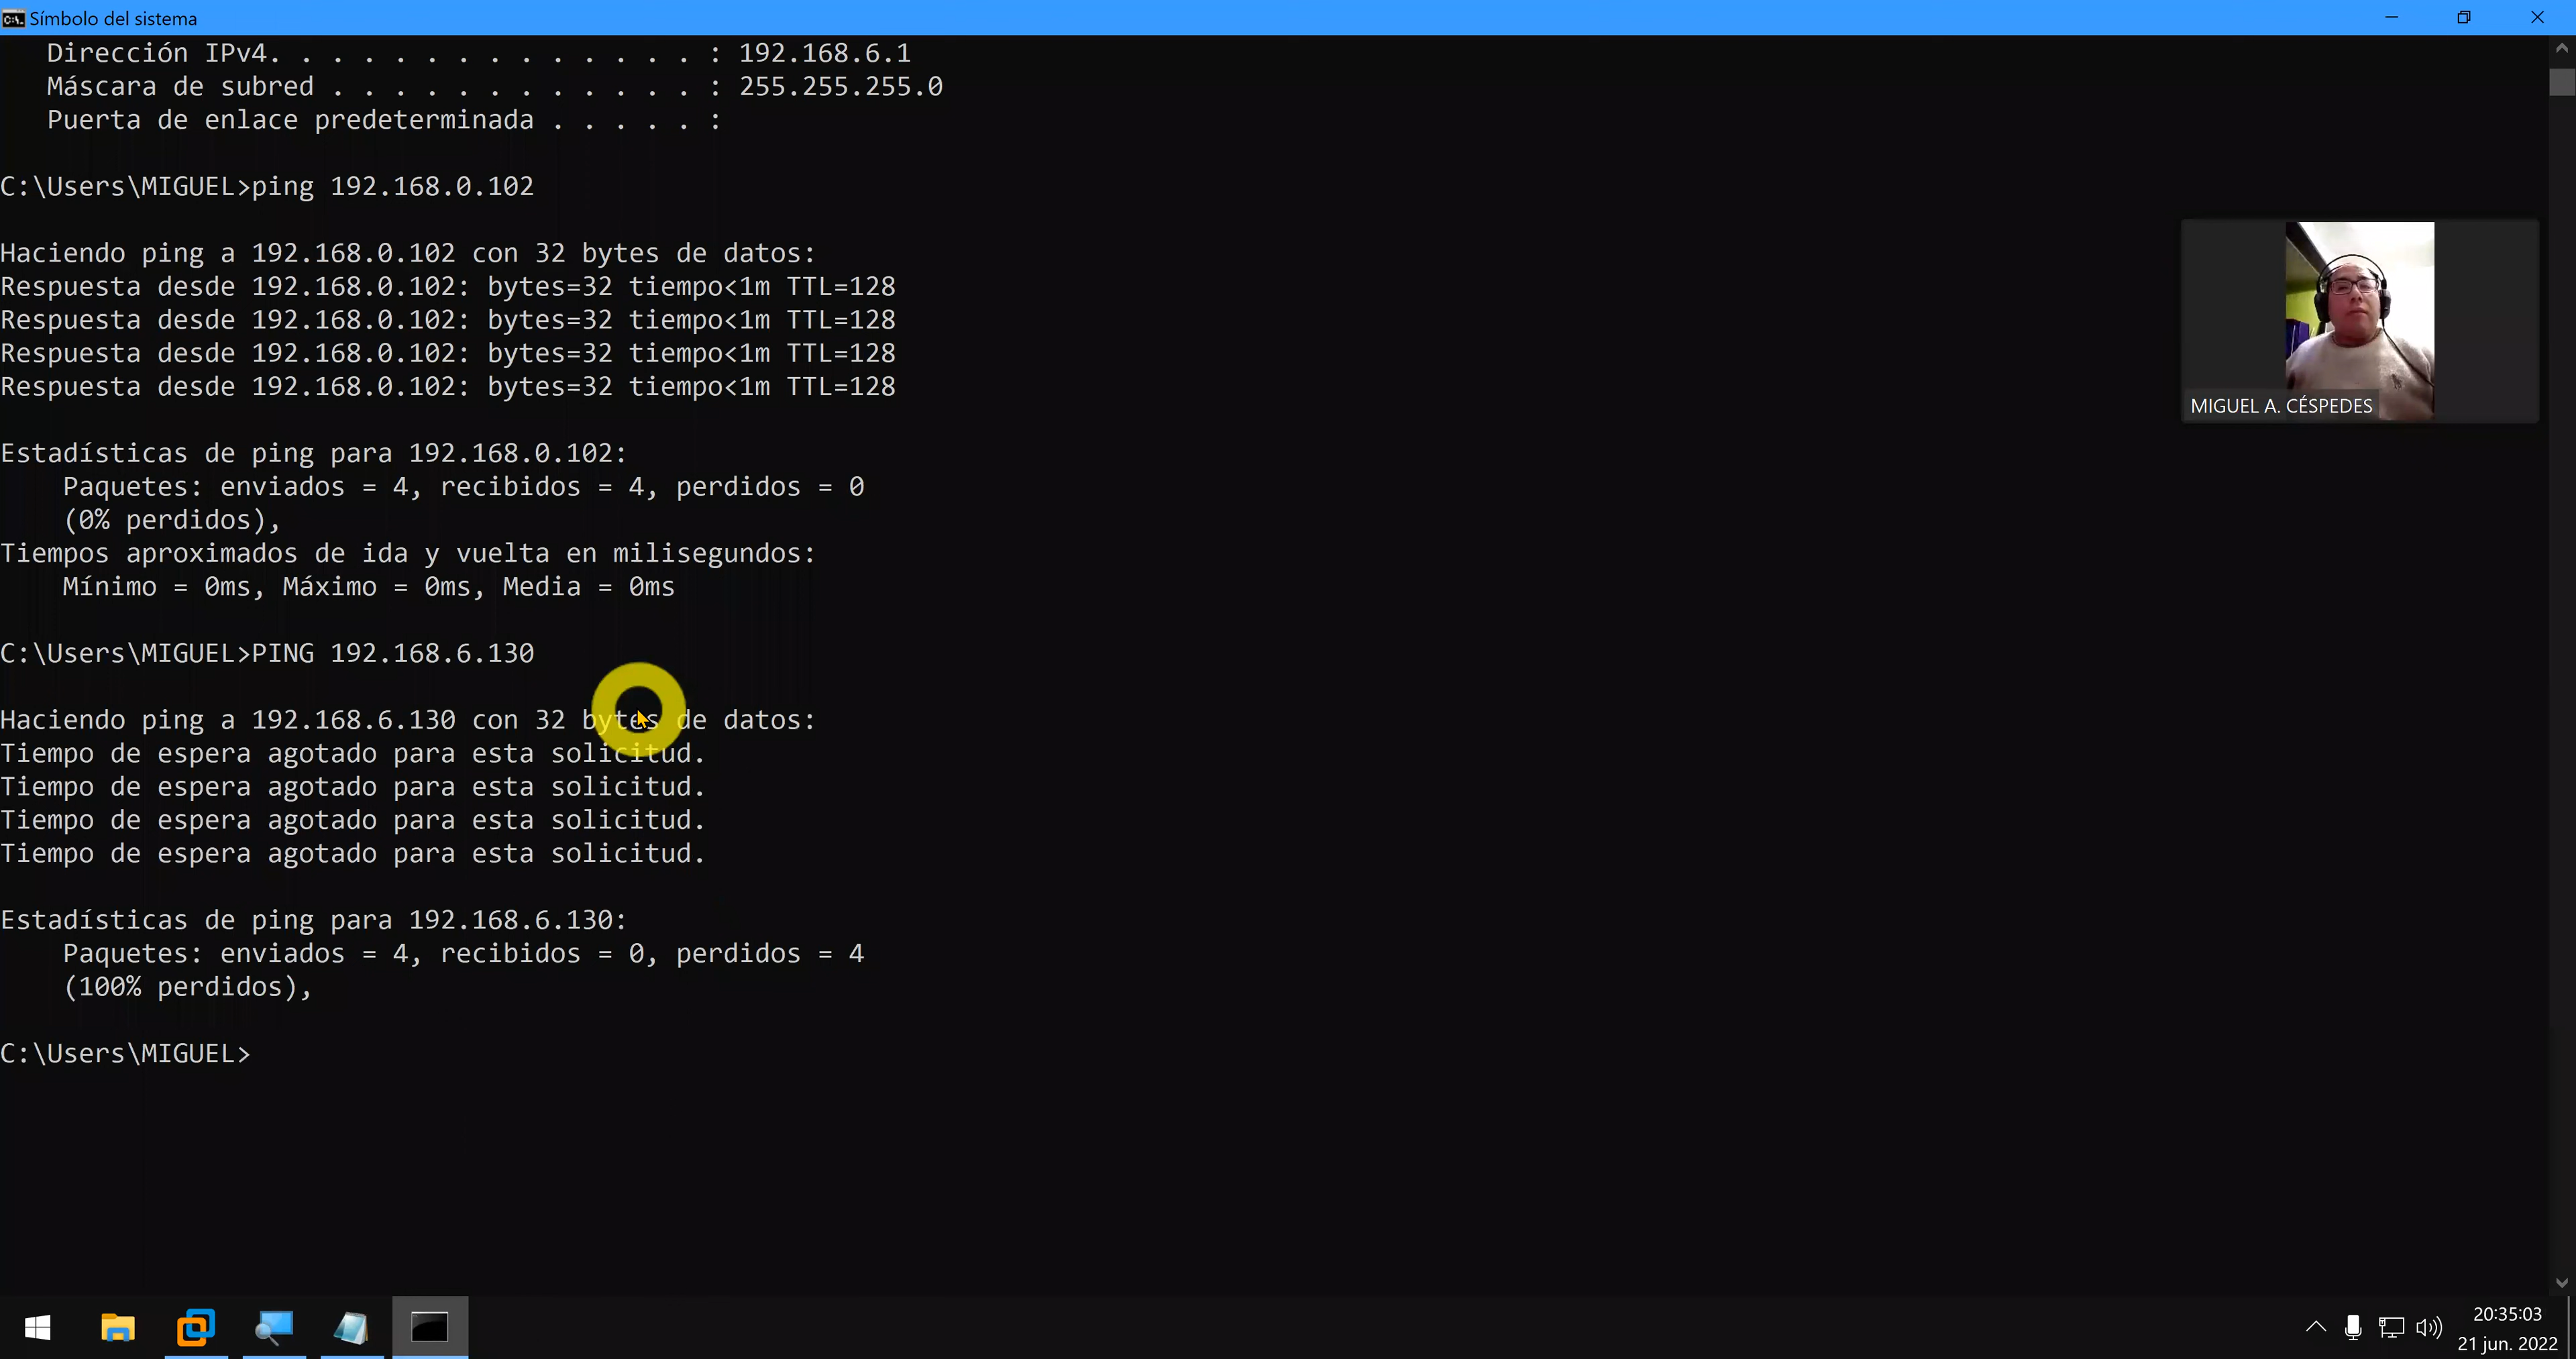 Símbolo del sistema
Dirección IPv4. . . . . . . . . . . . . . : 192.168.6.1
Máscara de subred . . . . . . . . . . . . : 255.255.255.0
Puerta de enlace predeterminada . . . . . :
C:\Users\MIGUEL>ping 192.168.0.102
Haciendo ping a 192.168.0.102 con 32 bytes de datos:
Respuesta desde 192.168.0.102: bytes=32 tiempo<1m TTL=128
Respuesta desde 192.168.0.102: bytes=32 tiempo<1m TTL=128
Respuesta desde 192.168.0.102: bytes=32 tiempo<1m TTL=128
Respuesta desde 192.168.0.102: bytes=32 tiempo<1m TTL=128
Estadísticas de ping para 192.168.0.102:
Paquetes: enviados = 4, recibidos = 4, perdidos = 0
(0% perdidos),
Tiempos aproximados de ida y vuelta en milisegundos:
Mínimo = 0ms, Máximo = 0ms, Media = 0ms
C:\Users\MIGUEL>PING 192.168.6.130
Haciendo ping a 192.168.6.130 con 32 bytes de datos:
Tiempo de espera agotado para esta solicitud.
Tiempo de espera agotado para esta solicitud.
Tiempo de espera agotado para esta solicitud.
Tiempo de espera agotado para esta solicitud.
Estadísticas de ping para 192.168.6.130:
Paquetes: enviados = 4, recibidos = 0, perdidos = 4
(100% perdidos),
C:\Users\MIGUEL>
MIGUEL A. CÉSPEDES
20:35:03
21 jun. 2022